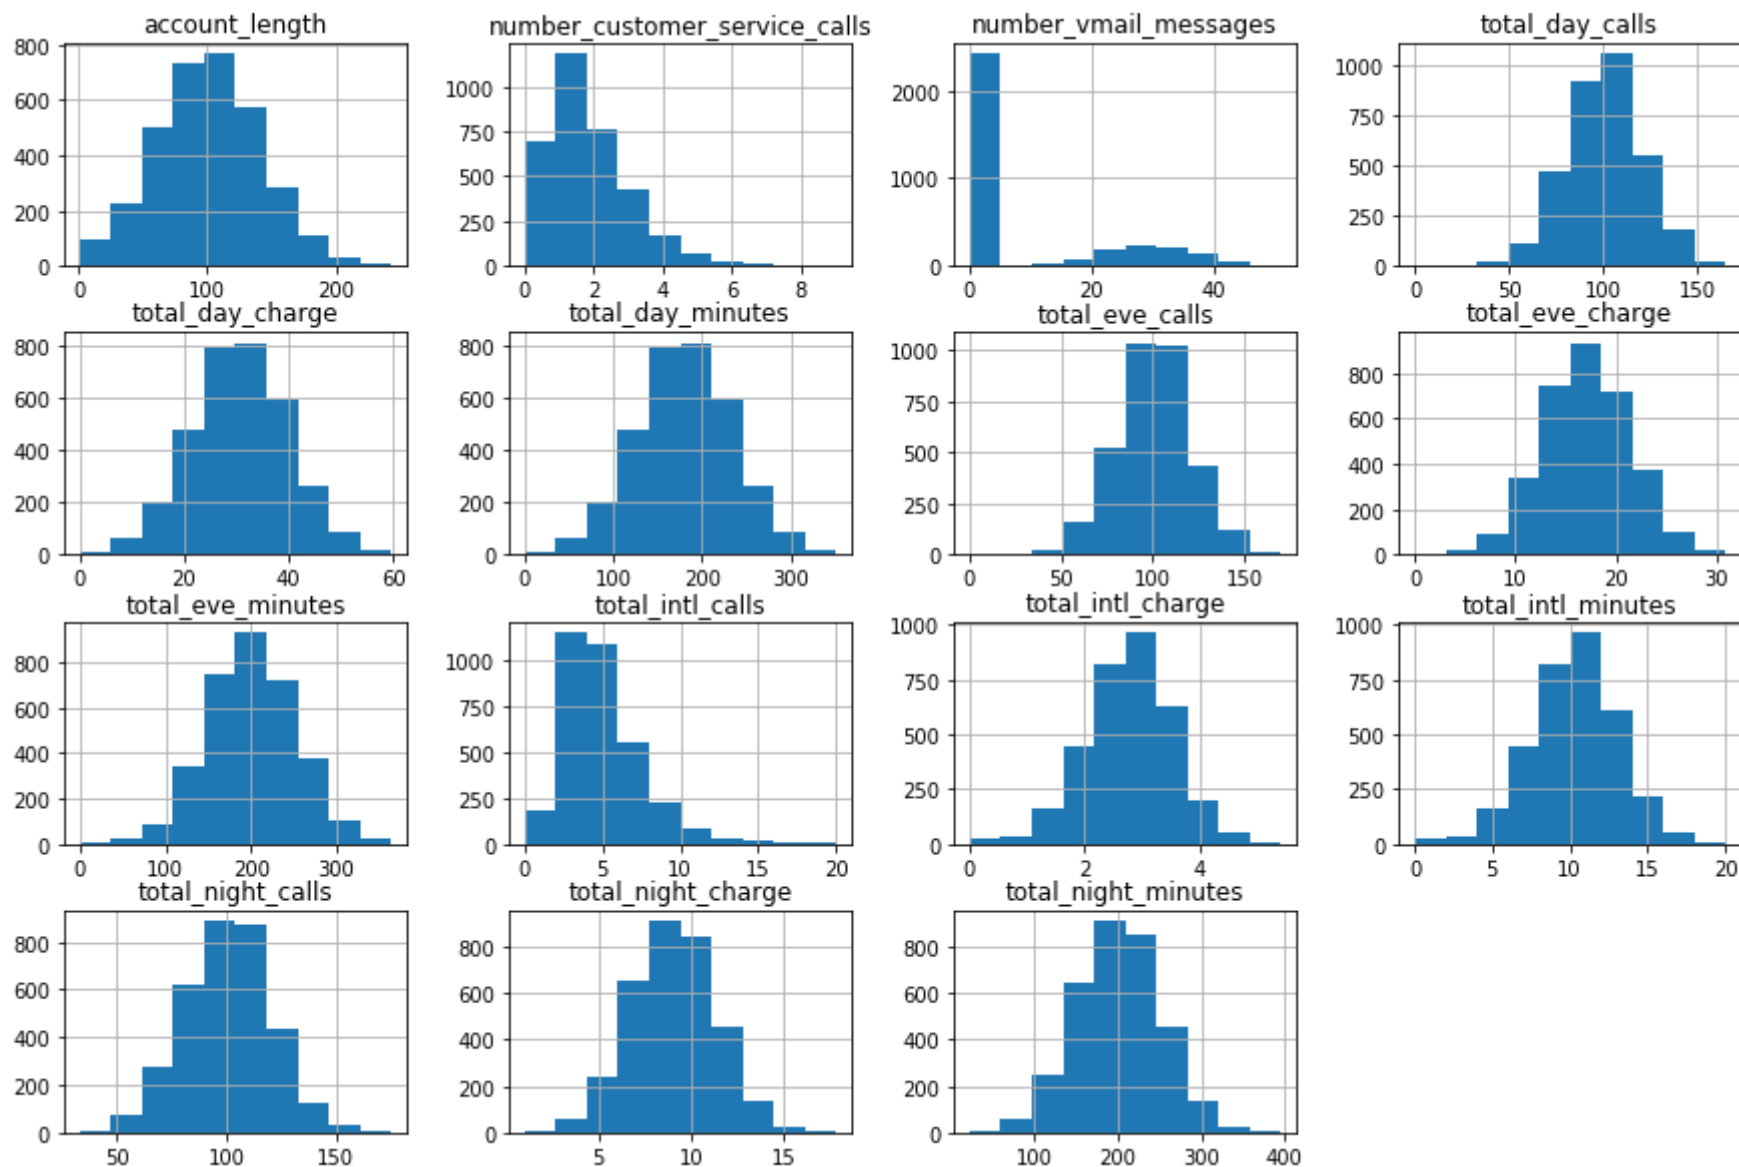 account_length number_customer_service_calls number_vmail_messages total_day_calls
800 600 400 200 0
0 100 200
1000 750 500 250 0
0 2 4 6 8
2000 1000 0
0 20 40
1000 750 500 250 0
0 50 100 150
total_day_charge total_day_minutes total_eve_calls total_eve_charge
800 600 400 200 0
0 20 40 60
800 600 400 200 0
0 100 200 300
1000 750 500 250 0
0 50 100 150
800 600 400 200 0
0 10 20 30
total_eve_minutes total_intl_calls total_intl_charge total_intl_minutes
800 600 400 200 0
0 100 200 300
1000 750 500 250 0
0 5 10 15 20
1000 750 500 250 0
0 2 4
1000 750 500 250 0
0 5 10 15 20
total_night_calls total_night_charge total_night_minutes
800 600 400 200 0
50 100 150
800 600 400 200 0
5 10 15
800 600 400 200 0
100 200 300 400